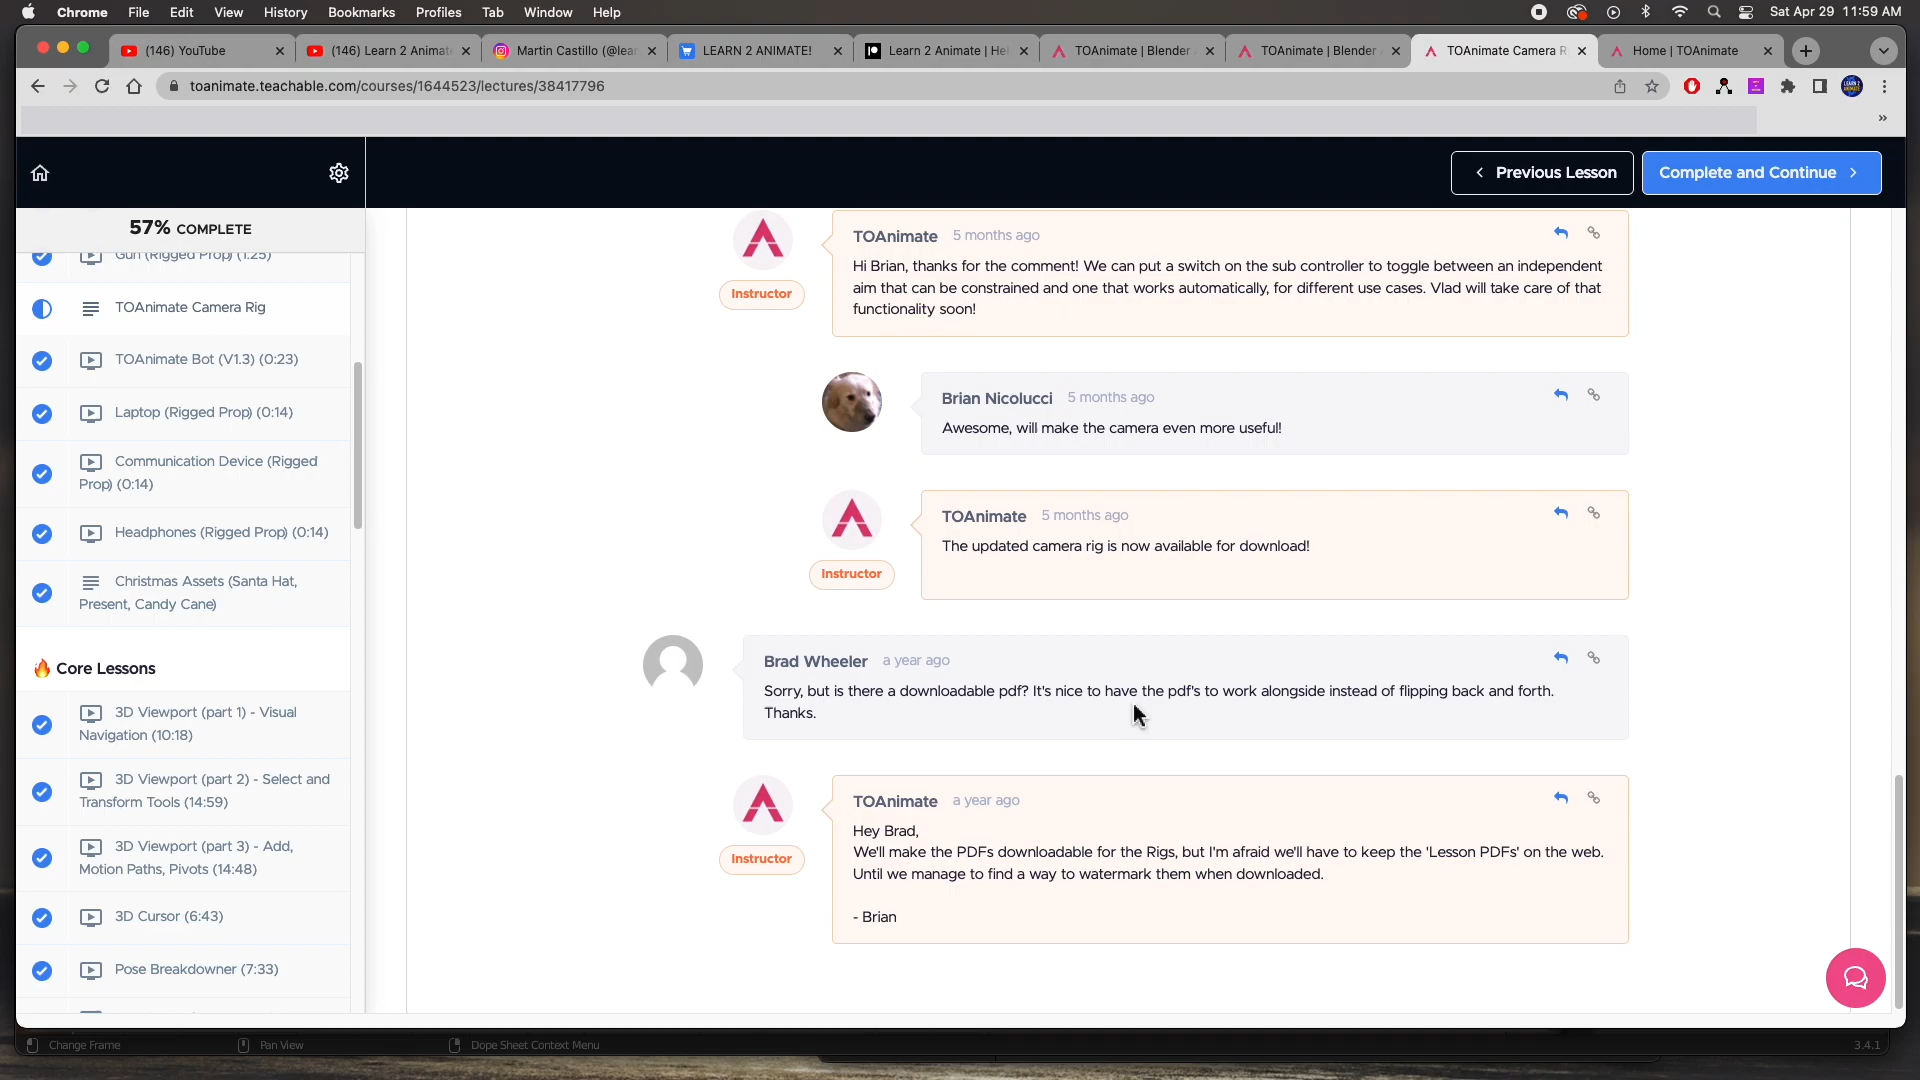 Chrome File Edit View History Bookmarks Profiles Tab Window Help Sat Apr 29 11:59 AM
(146) YouTube
(146) Learn 2 Animate
Martin Castillo (@lear
LEARN 2 ANIMATE!
Learn 2 Animate | Hel
TOAnimate | Blender
TOAnimate | Blender
TOAnimate Camera R
Home | TOAnimate
toanimate.teachable.com/courses/1644523/lectures/38417796
Previous Lesson
Complete and Continue
57% COMPLETE
Gun (Rigged Prop) (1:25)
TOAnimate Camera Rig
TOAnimate Bot (V1.3) (0:23)
Laptop (Rigged Prop) (0:14)
Communication Device (Rigged
Prop) (0:14)
Headphones (Rigged Prop) (0:14)
Christmas Assets (Santa Hat,
Present, Candy Cane)
🔥 Core Lessons
3D Viewport (part 1) - Visual
Navigation (10:18)
3D Viewport (part 2) - Select and
Transform Tools (14:59)
3D Viewport (part 3) - Add,
Motion Paths, Pivots (14:48)
3D Cursor (6:43)
Pose Breakdowner (7:33)
TOAnimate 5 months ago
Instructor
Hi Brian, thanks for the comment! We can put a switch on the sub controller to toggle between an independent
aim that can be constrained and one that works automatically, for different use cases. Vlad will take care of that
functionality soon!
Brian Nicolucci 5 months ago
Awesome, will make the camera even more useful!
TOAnimate 5 months ago
Instructor
The updated camera rig is now available for download!
Brad Wheeler a year ago
Sorry, but is there a downloadable pdf? It's nice to have the pdf's to work alongside instead of flipping back and forth.
Thanks.
TOAnimate a year ago
Instructor
Hey Brad,
We'll make the PDFs downloadable for the Rigs, but I'm afraid we'll have to keep the 'Lesson PDFs' on the web.
Until we manage to find a way to watermark them when downloaded.
- Brian
Change Frame
Pan View
Dope Sheet Context Menu
3.4.1